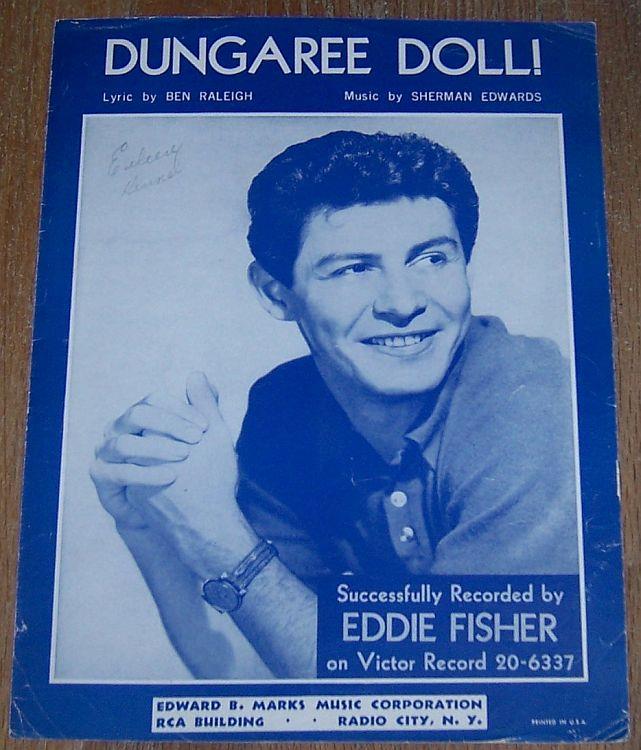 DUNGAREE DOLL!
Lyric by BEN RALEIGH Music by SHERMAN EDWARDS
Successfully Recorded by
EDDIE FISHER
on Victor Record 20-6337
EDWARD B. MARKS MUSIC CORPORATION
RCA BUILDING · · RADIO CITY, N. Y.
PRINTED IN U.S.A.